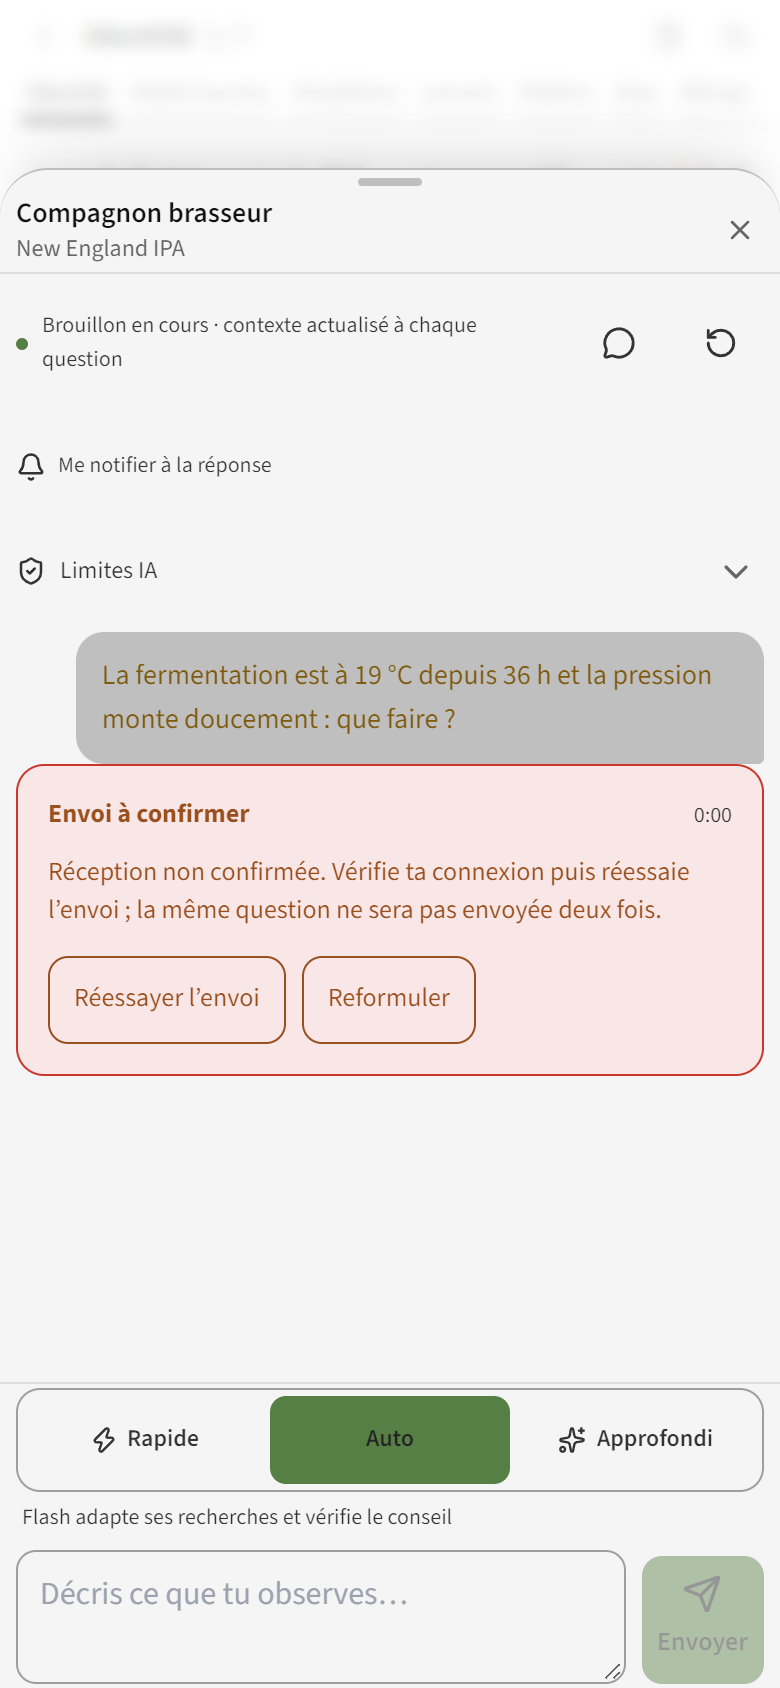 Compagnon brasseur
New England IPA
Brouillon en cours · contexte actualisé à chaque
question
Me notifier à la réponse
Limites IA
La fermentation est à 19 °C depuis 36 h et la pression
monte doucement : que faire ?
Envoi à confirmer
0:00
Réception non confirmée. Vérifie ta connexion puis réessaie
l’envoi ; la même question ne sera pas envoyée deux fois.
Réessayer l’envoi
Reformuler
Rapide
Auto
Approfondi
Flash adapte ses recherches et vérifie le conseil
Décris ce que tu observes…
Envoyer